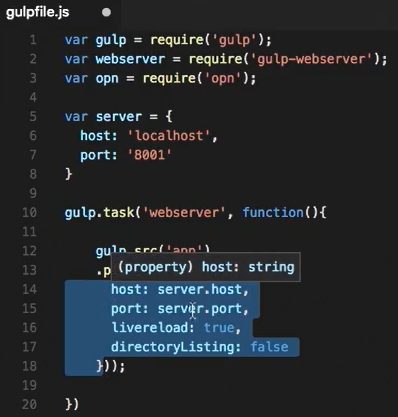 gulpfile.js
1 var gulp = require('gulp');
2 var webserver = require('gulp-webserver');
3 var opn = require('opn');
4
5 var server = {
6 host: 'localhost',
7 port: '8001'
8 }
9
10 gulp.task('webserver', function(){
11
12 gulp.src('app')
(property) host: string
13 .p
14 host: server.host,
15 port: server.port,
16 livereload: true,
17 directoryListing: false
18 }));
19
20 })